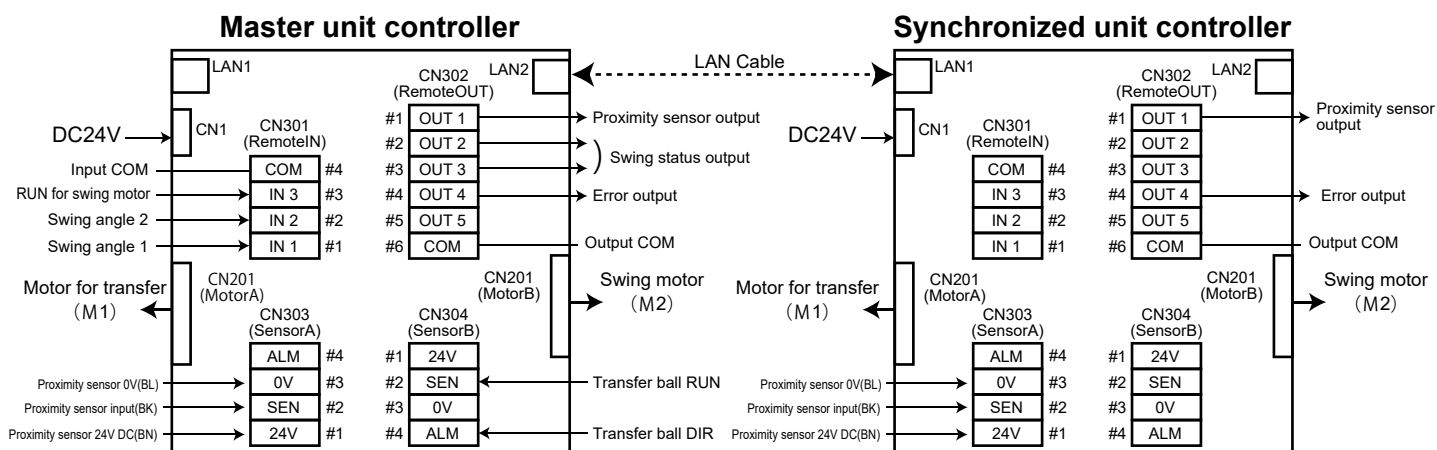 Master unit controller
LAN1
LAN2
CN302
(RemoteOUT)
DC24V
CN1
CN301
(RemoteIN)
Input COM
COM
#4
RUN for swing motor
IN 3
#3
Swing angle 2
IN 2
#2
Swing angle 1
IN 1
#1
#1
OUT 1
Proximity sensor output
#2
OUT 2
#3
OUT 3
Swing status output
#4
OUT 4
Error output
#5
OUT 5
#6
COM
Output COM
Motor for transfer
(M1)
CN201
(MotorA)
CN201
(MotorB)
Swing motor
(M2)
CN303
(SensorA)
ALM
#4
Proximity sensor 0V(BL)
0V
#3
Proximity sensor input(BK)
SEN
#2
Proximity sensor 24V DC(BN)
24V
#1
CN304
(SensorB)
#1
24V
#2
SEN
Transfer ball RUN
#3
0V
#4
ALM
Transfer ball DIR
LAN Cable
Synchronized unit controller
LAN1
LAN2
CN302
(RemoteOUT)
DC24V
CN1
CN301
(RemoteIN)
COM
#4
IN 3
#3
IN 2
#2
IN 1
#1
#1
OUT 1
Proximity sensor
output
#2
OUT 2
#3
OUT 3
#4
OUT 4
Error output
#5
OUT 5
#6
COM
Output COM
Motor for transfer
(M1)
CN201
(MotorA)
CN201
(MotorB)
Swing motor
(M2)
CN303
(SensorA)
ALM
#4
Proximity sensor 0V(BL)
0V
#3
Proximity sensor input(BK)
SEN
#2
Proximity sensor 24V DC(BN)
24V
#1
CN304
(SensorB)
#1
24V
#2
SEN
#3
0V
#4
ALM